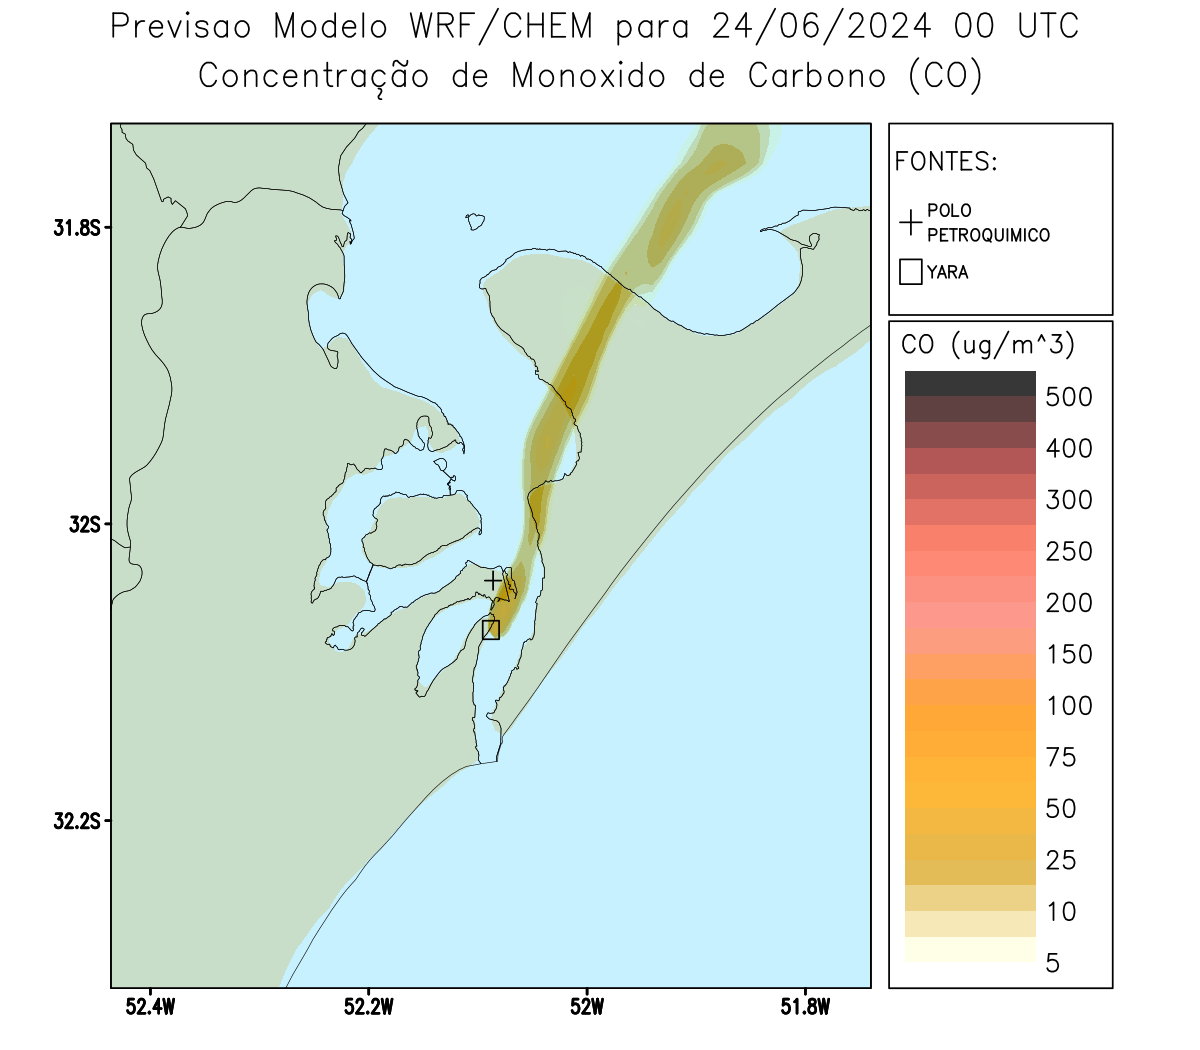 Previsao Modelo WRF/CHEM para 24/06/2024 00 UTC
Concentração de Monoxido de Carbono (CO)
FONTES:
POLO
PETROQUIMICO
YARA
CO (ug/m^3)
500
400
300
250
200
150
100
75
50
25
10
5
31.8S
32S
32.2S
52.4W
52.2W
52W
51.8W